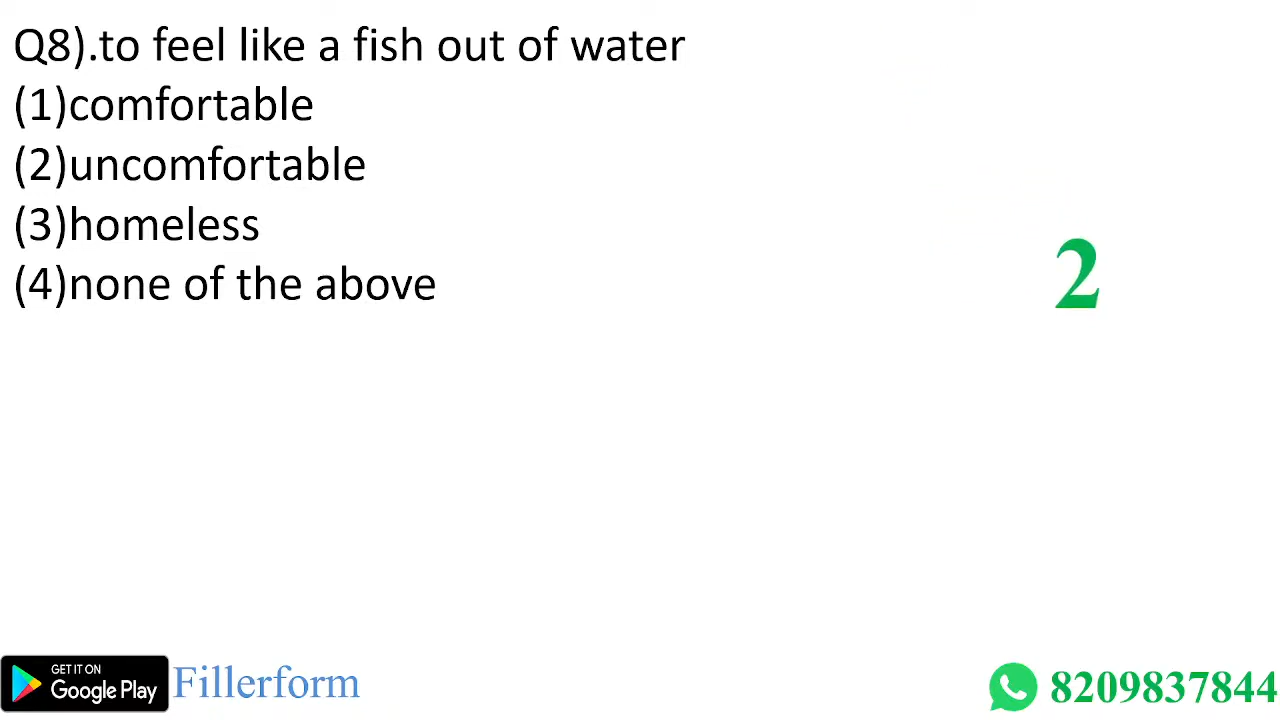 Q8).to feel like a fish out of water
(1)comfortable
(2)uncomfortable
(3)homeless
(4)none of the above
2
GET IT ON
Google Play
Fillerform
8209837844